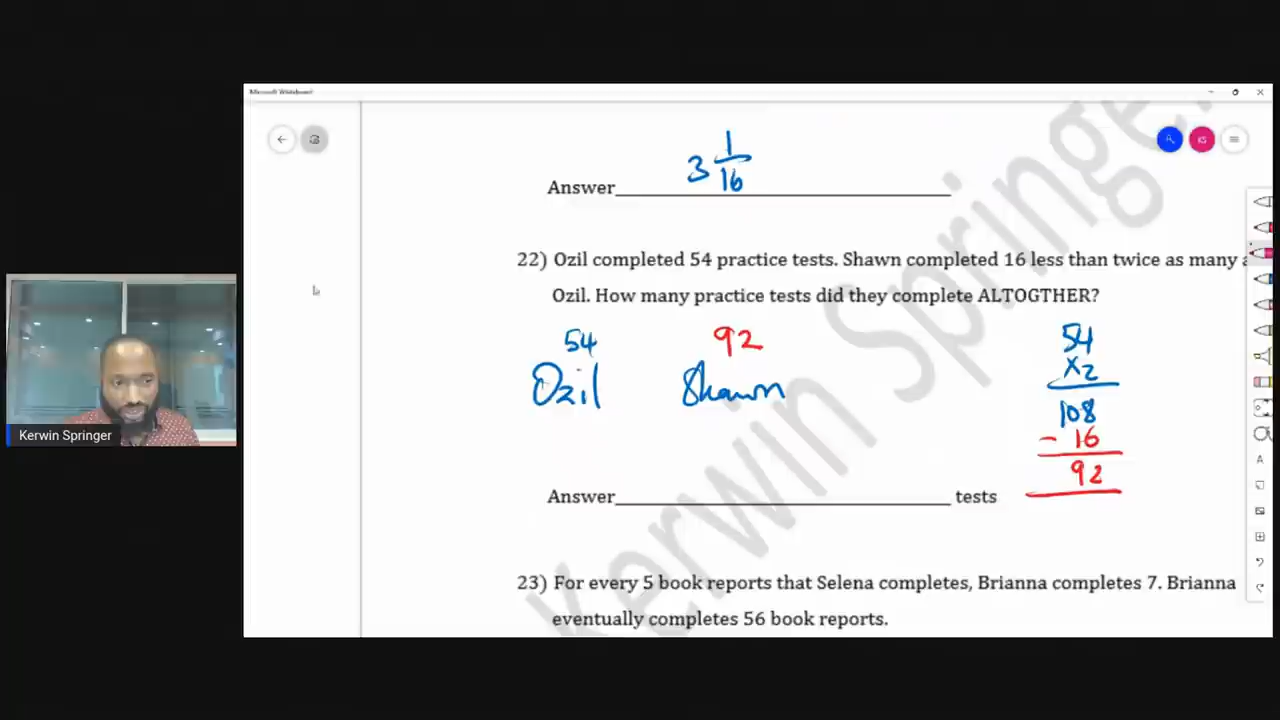 Microsoft Whiteboard
3 1/16
Answer
22) Ozil completed 54 practice tests. Shawn completed 16 less than twice as many a
Ozil. How many practice tests did they complete ALTOGTHER?
54 92
Ozil Shawn
54
x2
108
- 16
92
Answer tests
23) For every 5 book reports that Selena completes, Brianna completes 7. Brianna
eventually completes 56 book reports.
Kerwin Springer
Kerwin Springer
KS
A